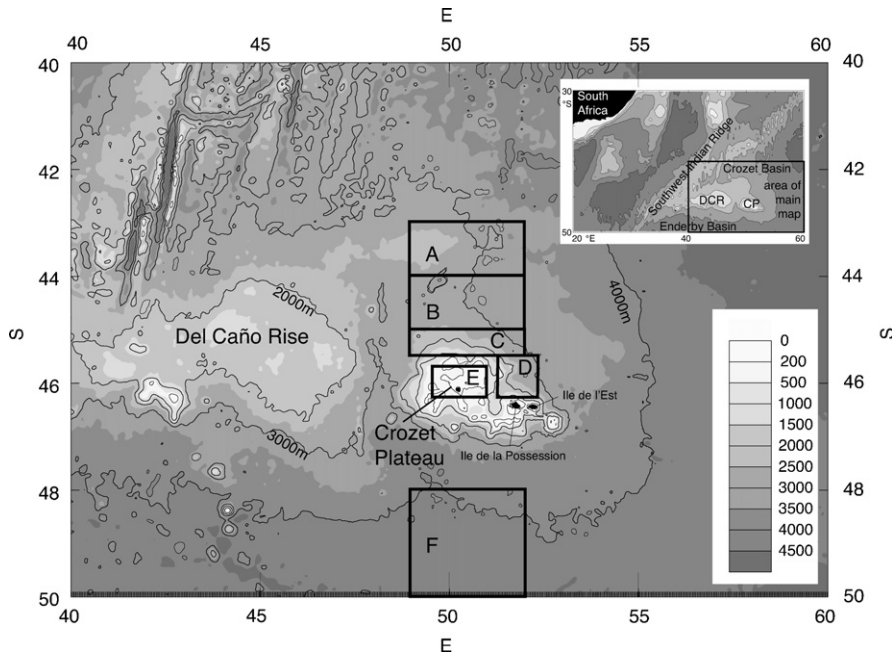 E
40 45 50 55 60
40
42
44
46
48
50
S
40
42
44
46
48
50
S
40 45 50 55 60
E
A
B
C
D
E
F
2000m
3000m
4000m
Del Caño Rise
Crozet
Plateau
Ile de l'Est
Ile de la Possession
30
°S
South
Africa
Southwest Indian Ridge
Crozet Basin
area of
main
map
DCR
CP
50
Enderby Basin
20 °E
40
60
0
200
500
1000
1500
2000
2500
3000
3500
4000
4500